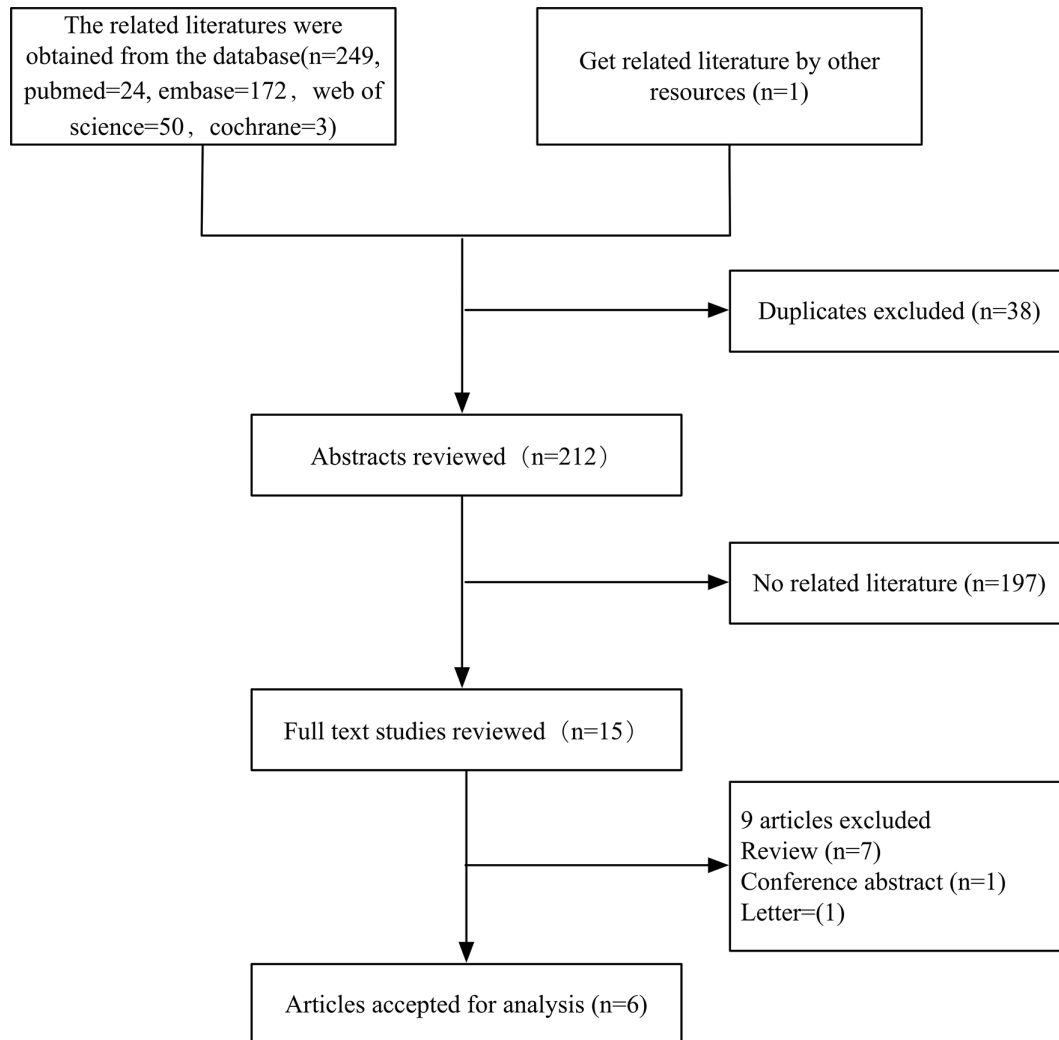 The related literatures were
obtained from the database(n=249,
pubmed=24, embase=172，web of
science=50，cochrane=3)
Get related literature by other
resources (n=1)
Duplicates excluded (n=38)
Abstracts reviewed（n=212）
No related literature (n=197)
Full text studies reviewed（n=15）
9 articles excluded
Review (n=7)
Conference abstract (n=1)
Letter=(1)
Articles accepted for analysis (n=6)